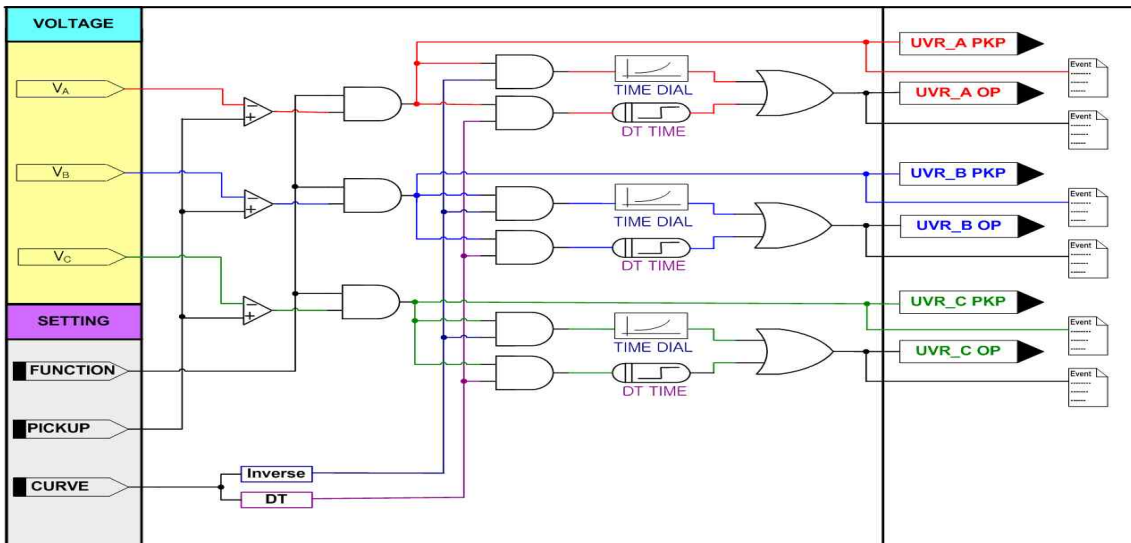 VOLTAGE
VA
VB
VC
SETTING
FUNCTION
PICKUP
CURVE
Inverse
DT
TIME DIAL
DT TIME
TIME DIAL
DT TIME
TIME DIAL
DT TIME
UVR_A PKP
Event
UVR_A OP
Event
UVR_B PKP
Event
UVR_B OP
Event
UVR_C PKP
Event
UVR_C OP
Event